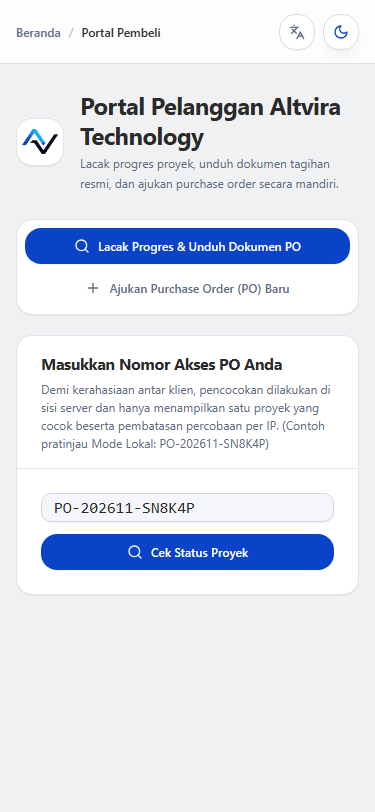 Beranda / Portal Pembeli
Portal Pelanggan Altvira
Technology
Lacak progres proyek, unduh dokumen tagihan
resmi, dan ajukan purchase order secara mandiri.
Lacak Progres & Unduh Dokumen PO
Ajukan Purchase Order (PO) Baru
Masukkan Nomor Akses PO Anda
Demi kerahasiaan antar klien, pencocokan dilakukan di
sisi server dan hanya menampilkan satu proyek yang
cocok beserta pembatasan percobaan per IP. (Contoh
pratinjau Mode Lokal: PO-202611-SN8K4P)
PO-202611-SN8K4P
Cek Status Proyek